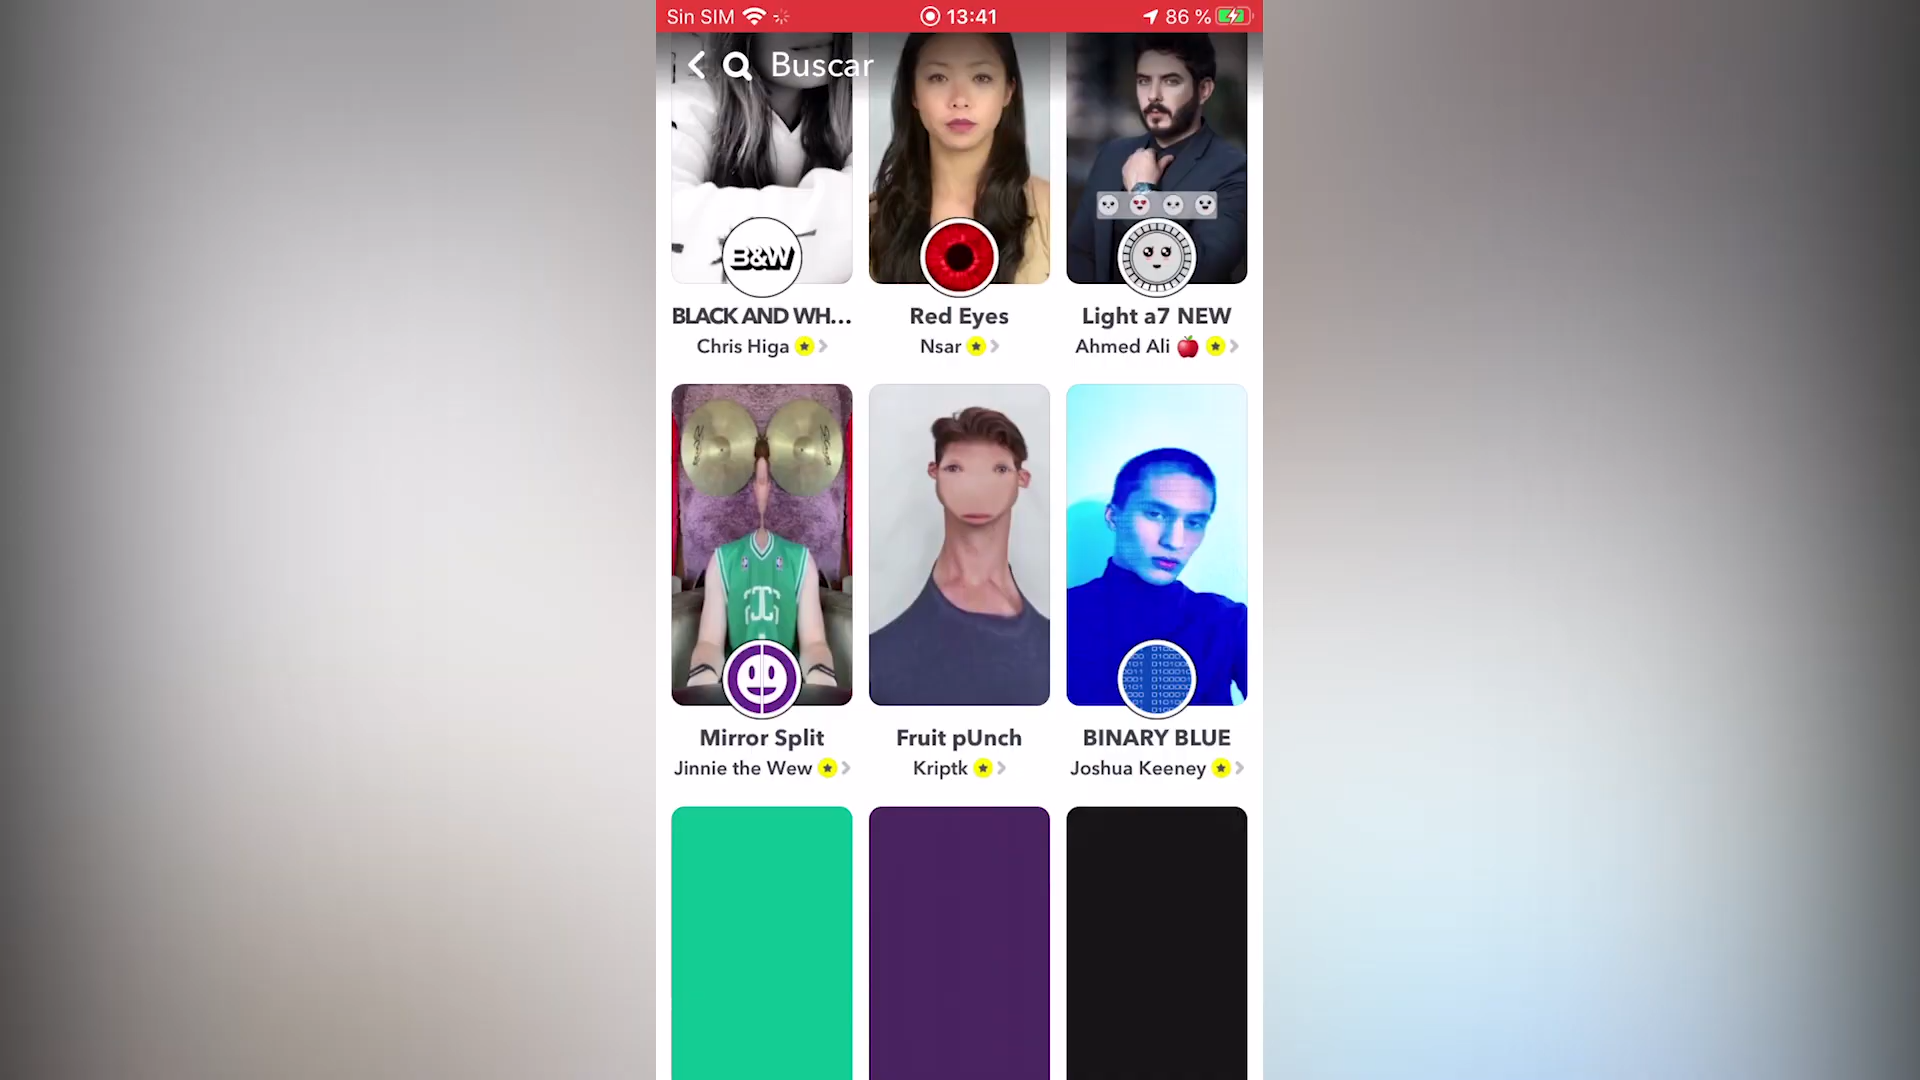 Sin SIM 13:41 86 %
Buscar
B&W
BLACK AND WH... Red Eyes Light a7 NEW
Chris Higa Nsar Ahmed Ali
Mirror Split Fruit pUnch BINARY BLUE
Jinnie the Wew Kriptk Joshua Keeney